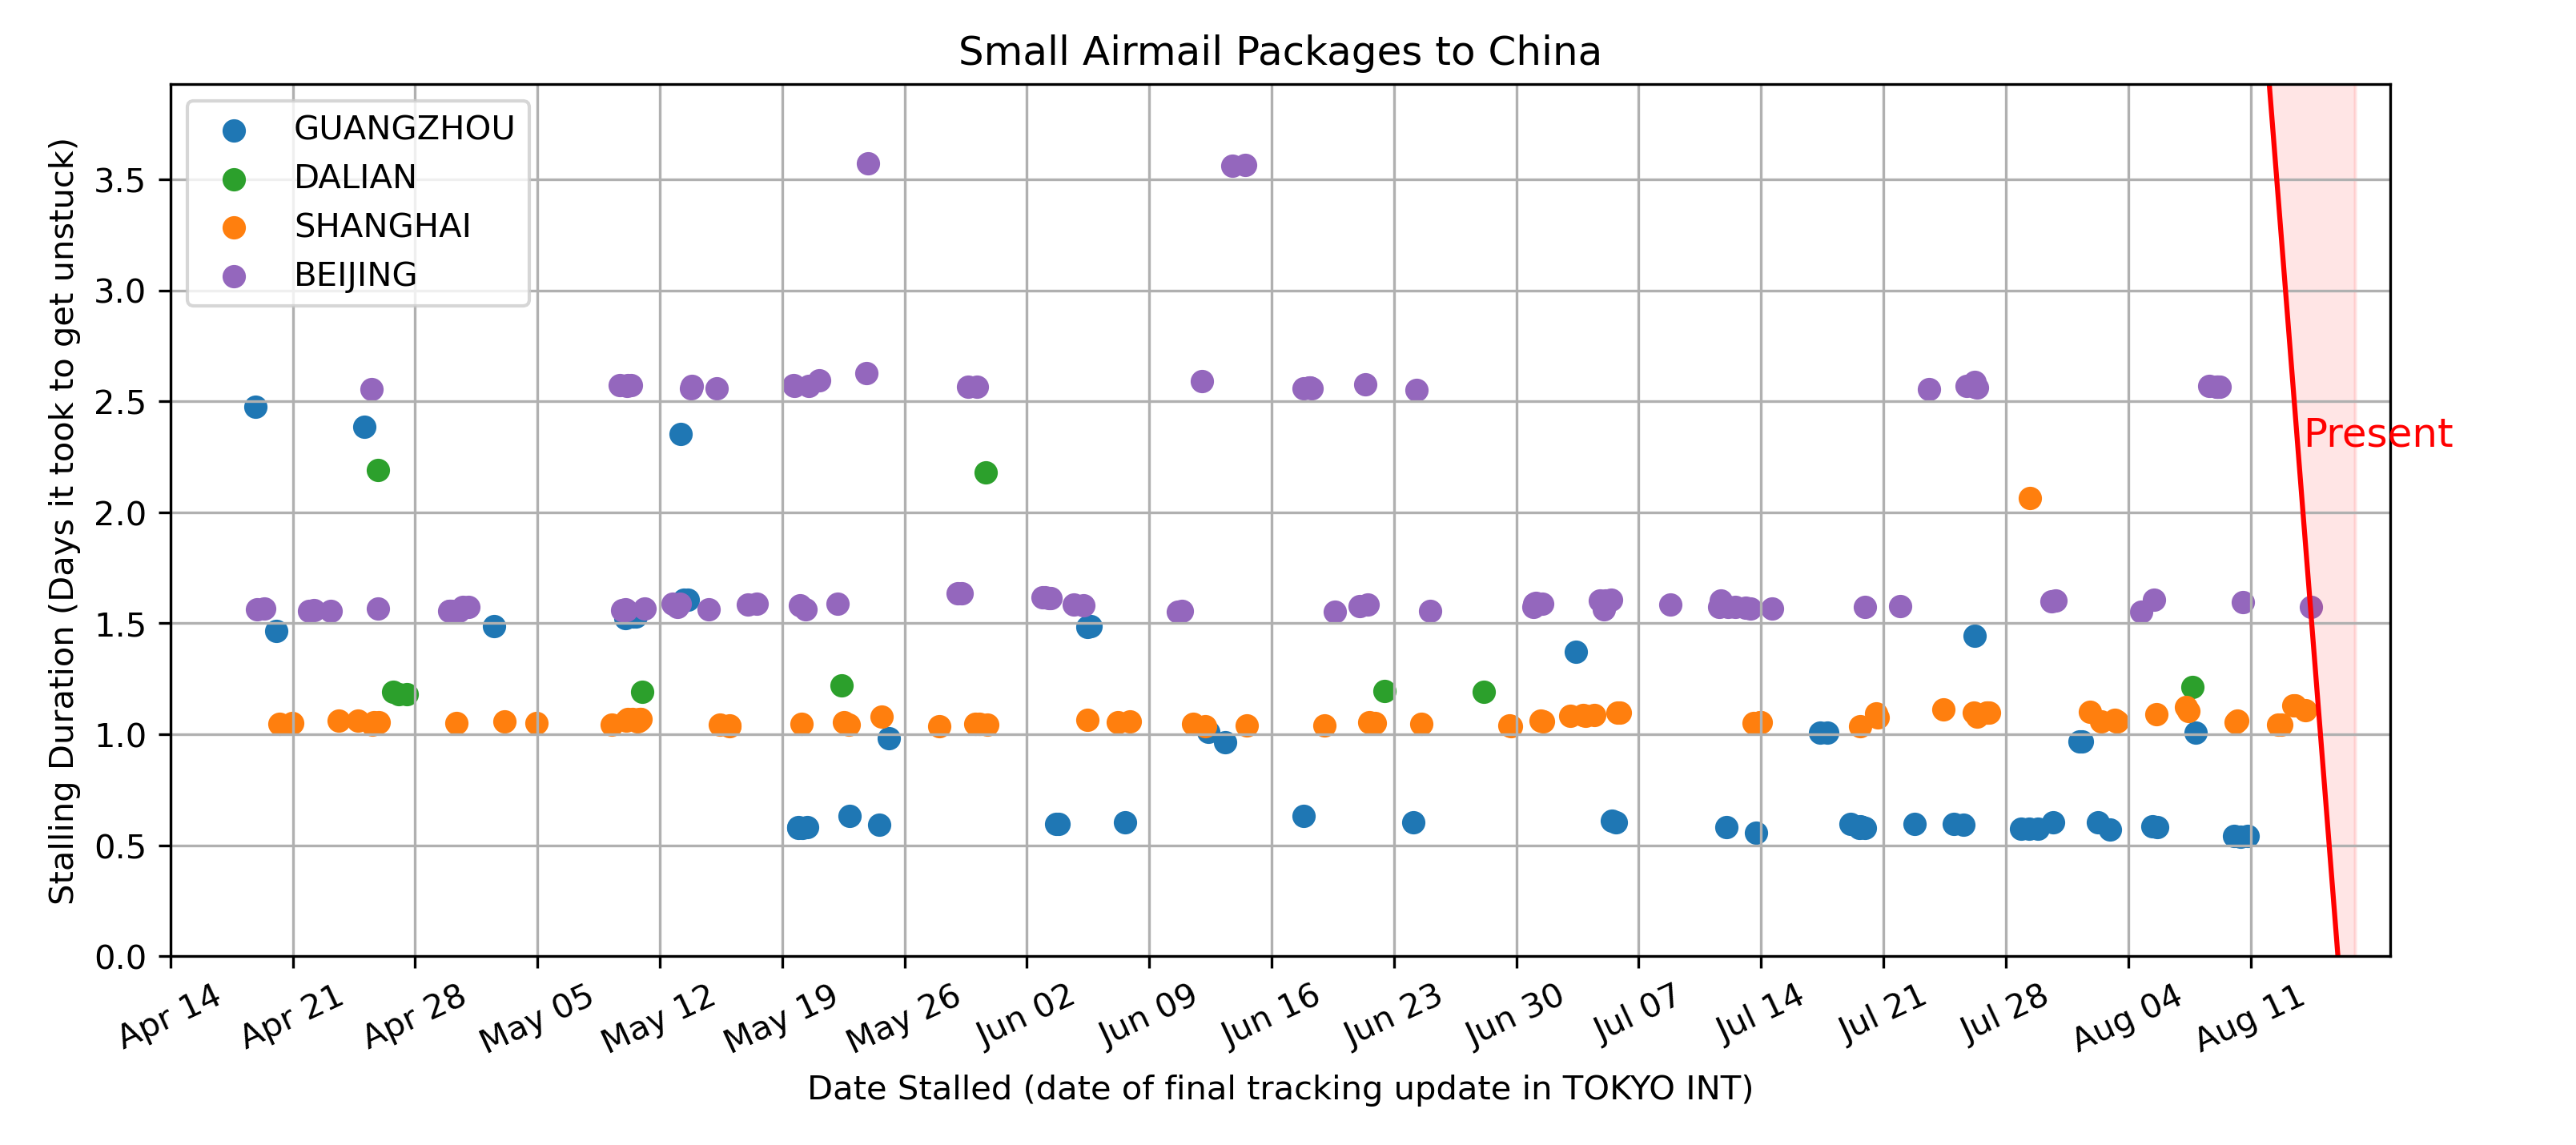 Small Airmail Packages to China
GUANGZHOU
DALIAN
SHANGHAI
BEIJING
Stalling Duration (Days it took to get unstuck)
3.5
3.0
2.5
2.0
1.5
1.0
0.5
0.0
Present
Apr 14
Apr 21
Apr 28
May 05
May 12
May 19
May 26
Jun 02
Jun 09
Jun 16
Jun 23
Jun 30
Jul 07
Jul 14
Jul 21
Jul 28
Aug 04
Aug 11
Date Stalled (date of final tracking update in TOKYO INT)